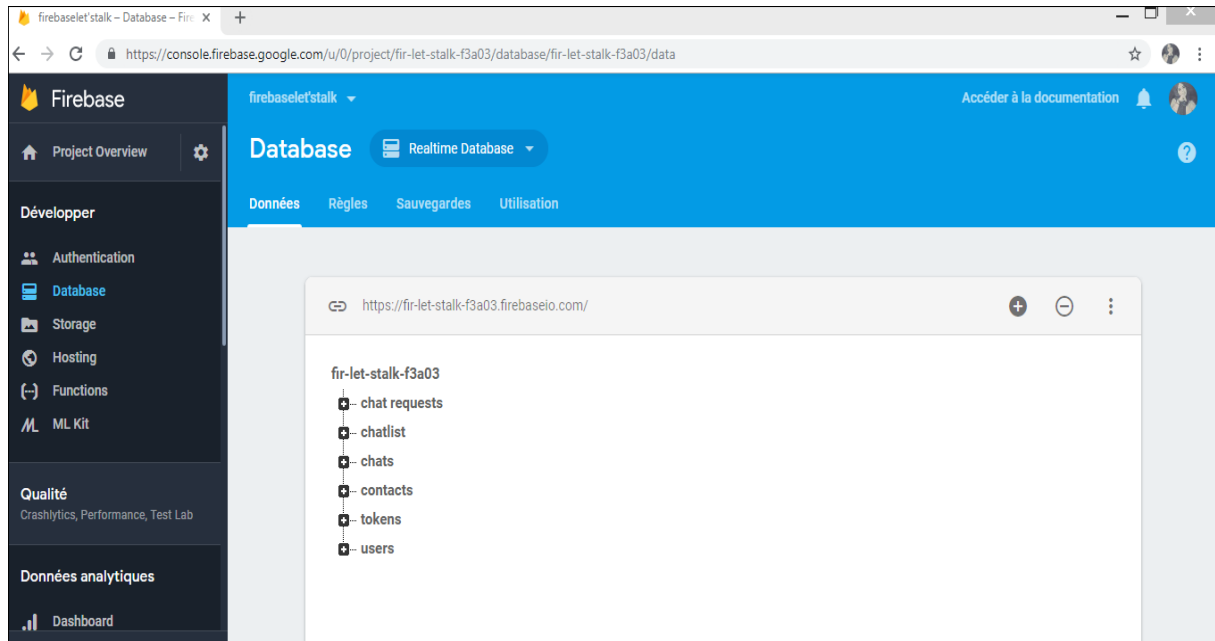 firebaselet'stalk – Database – Fire
https://console.firebase.google.com/u/0/project/fir-let-stalk-f3a03/database/fir-let-stalk-f3a03/data
Firebase
firebaselet'stalk
Accéder à la documentation
Project Overview
Database
Realtime Database
Développer
Données
Règles
Sauvegardes
Utilisation
Authentication
Database
Storage
Hosting
Functions
ML Kit
https://fir-let-stalk-f3a03.firebaseio.com/
fir-let-stalk-f3a03
chat requests
chatlist
chats
contacts
tokens
users
Qualité
Crashlytics, Performance, Test Lab
Données analytiques
Dashboard